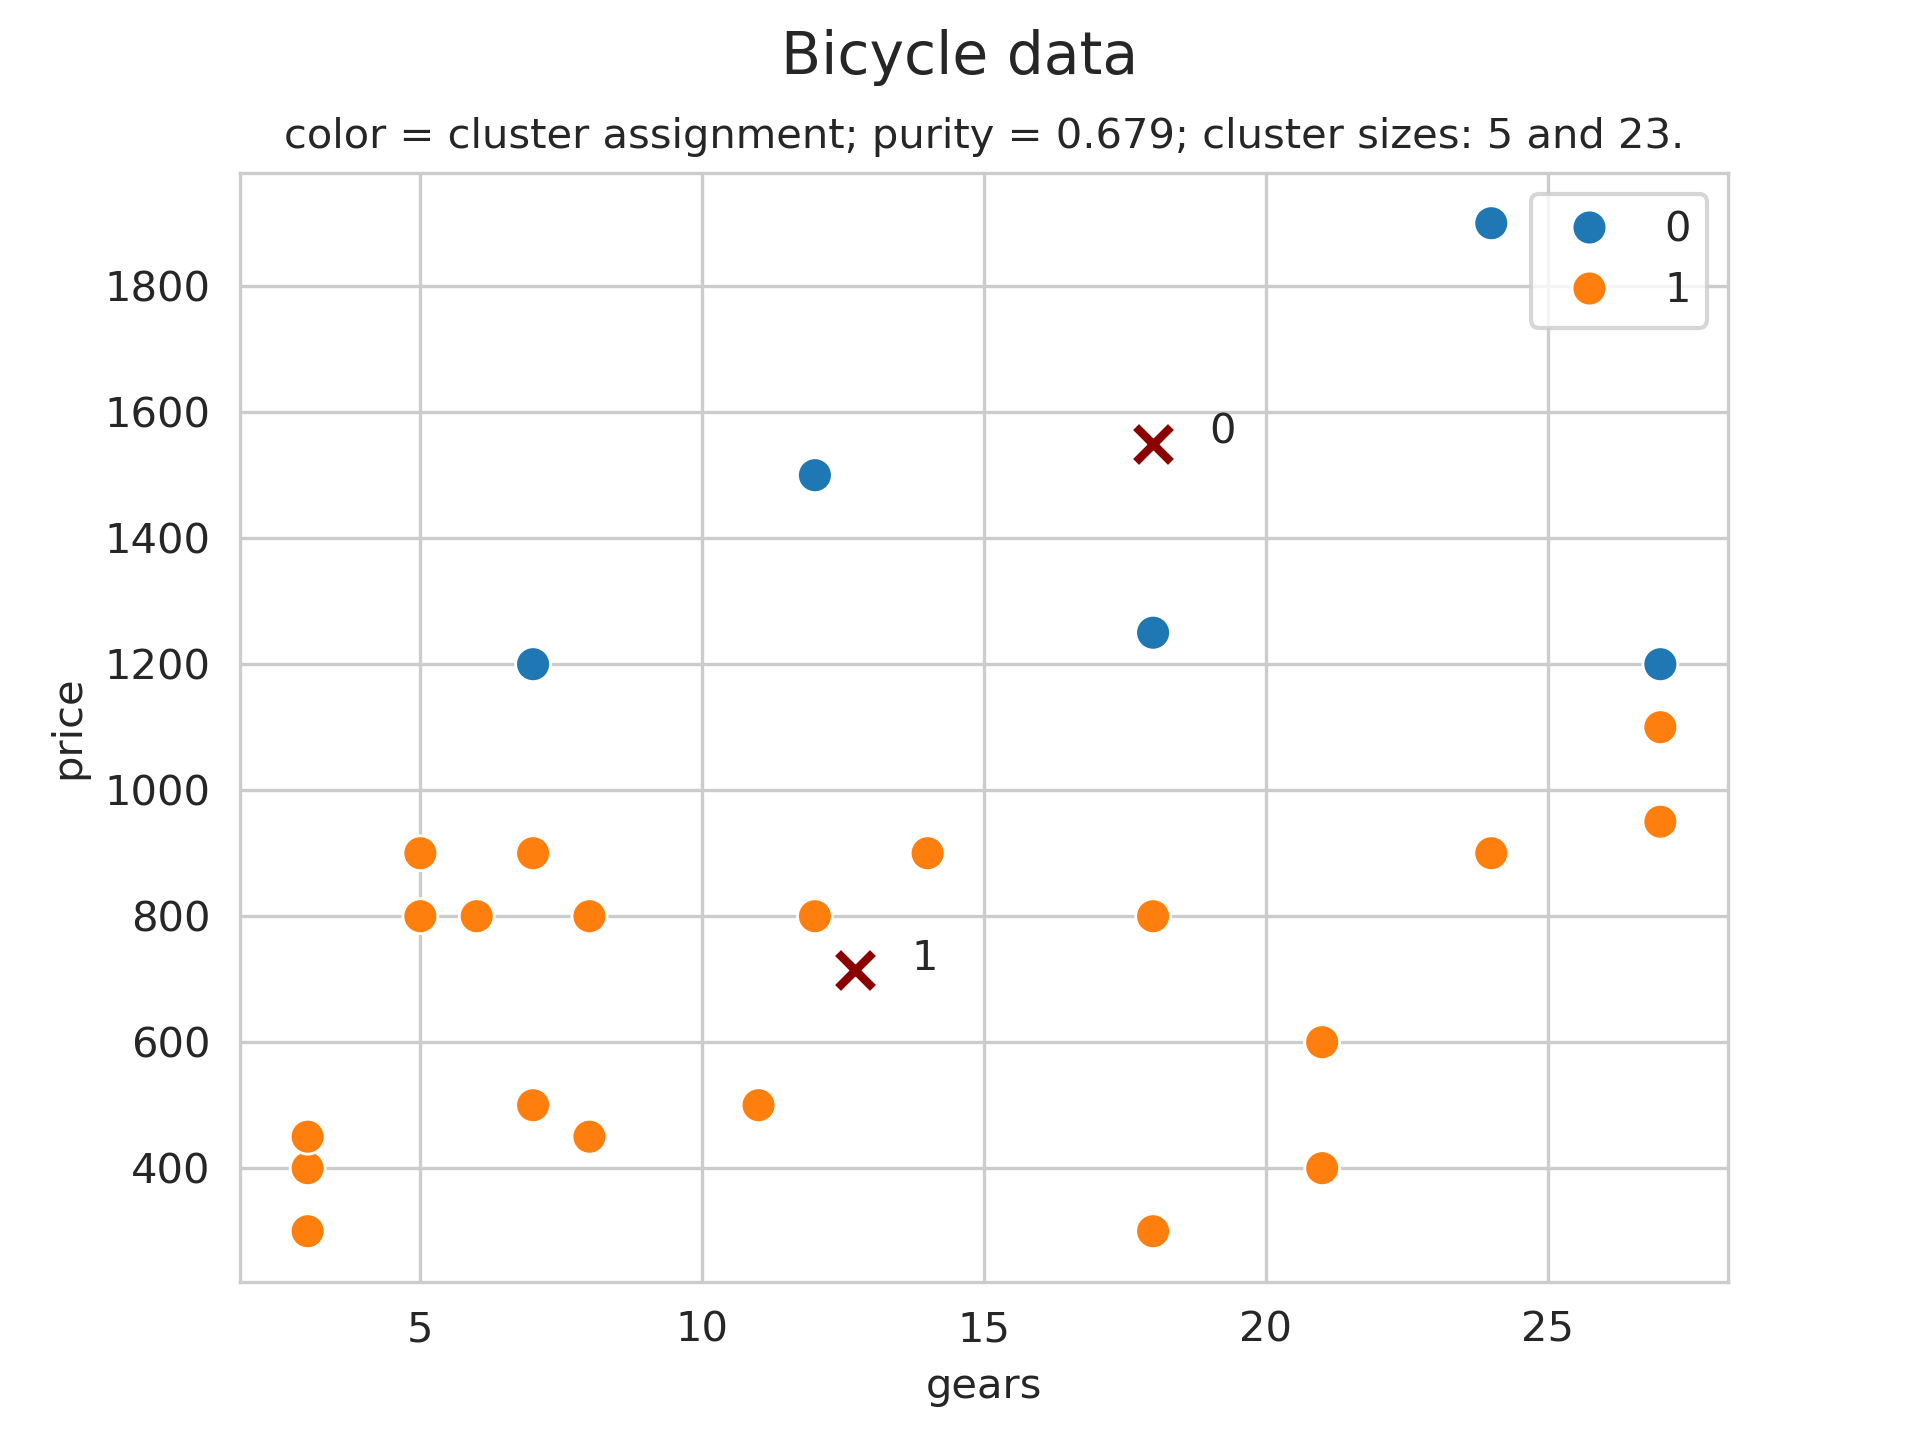 Bicycle data
color = cluster assignment; purity = 0.679; cluster sizes: 5 and 23.
0
1
1800
1600
1400
1200
1000
800
600
400
price
0
1
5 10 15 20 25
gears